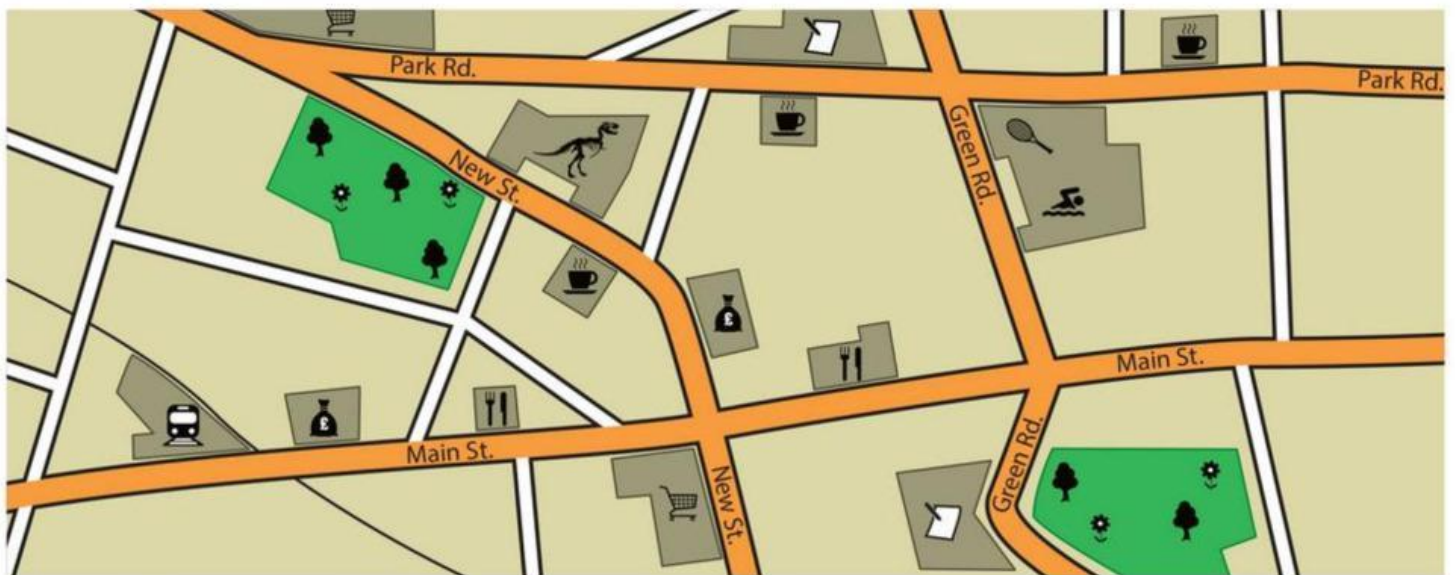 Park Rd.
Park Rd.
New St.
Green Rd.
£
£
Main St.
Main St.
New St.
Green Rd.